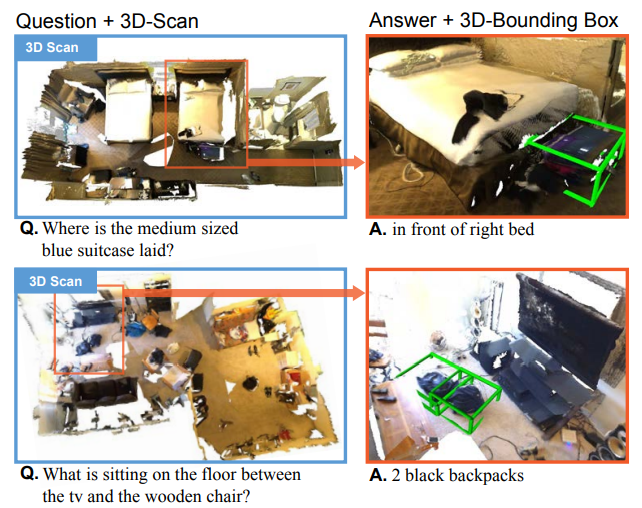 Question + 3D-Scan
Answer + 3D-Bounding Box
3D Scan
Q. Where is the medium sized
blue suitcase laid?
A. in front of right bed
3D Scan
Q. What is sitting on the floor between
the tv and the wooden chair?
A. 2 black backpacks